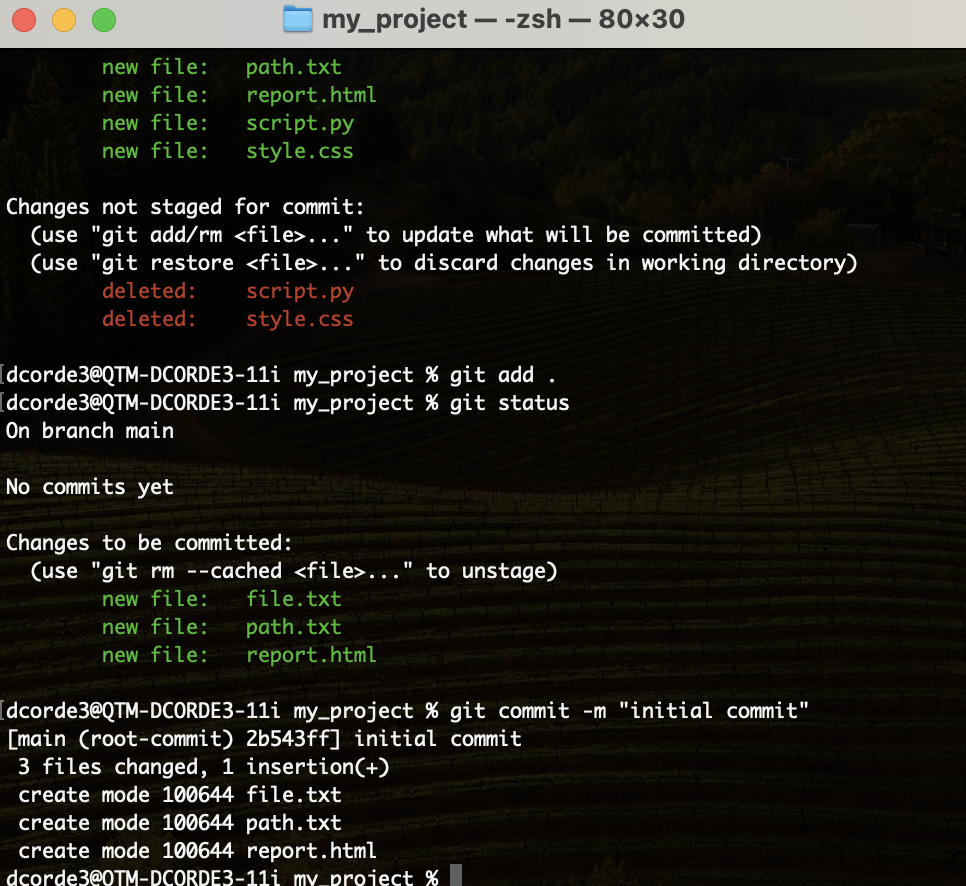 my_project — -zsh — 80×30
new file:   path.txt
new file:   report.html
new file:   script.py
new file:   style.css
Changes not staged for commit:
  (use "git add/rm <file>..." to update what will be committed)
  (use "git restore <file>..." to discard changes in working directory)
deleted:    script.py
deleted:    style.css
[dcorde3@QTM-DCORDE3-11i my_project % git add .
[dcorde3@QTM-DCORDE3-11i my_project % git status
On branch main
No commits yet
Changes to be committed:
  (use "git rm --cached <file>..." to unstage)
new file:   file.txt
new file:   path.txt
new file:   report.html
[dcorde3@QTM-DCORDE3-11i my_project % git commit -m "initial commit"
[main (root-commit) 2b543ff] initial commit
 3 files changed, 1 insertion(+)
 create mode 100644 file.txt
 create mode 100644 path.txt
 create mode 100644 report.html
dcorde3@QTM-DCORDE3-11i my_project %